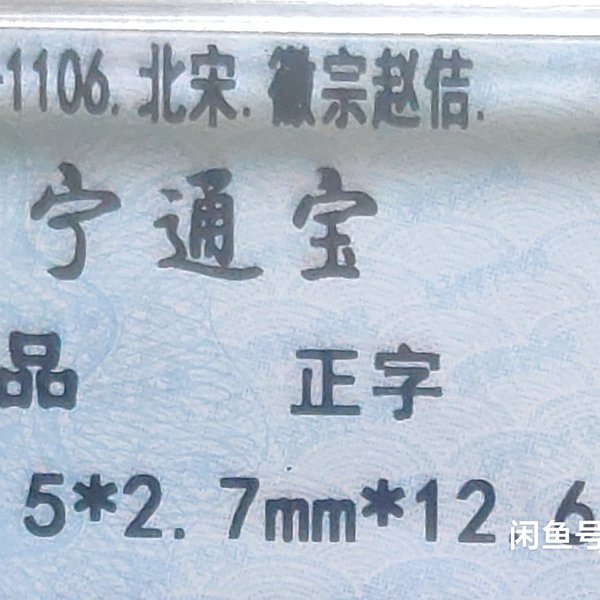 1106.北宋.徽宗赵佶.
宁通宝
品 正字
5*2.7mm*12.6
闲鱼号